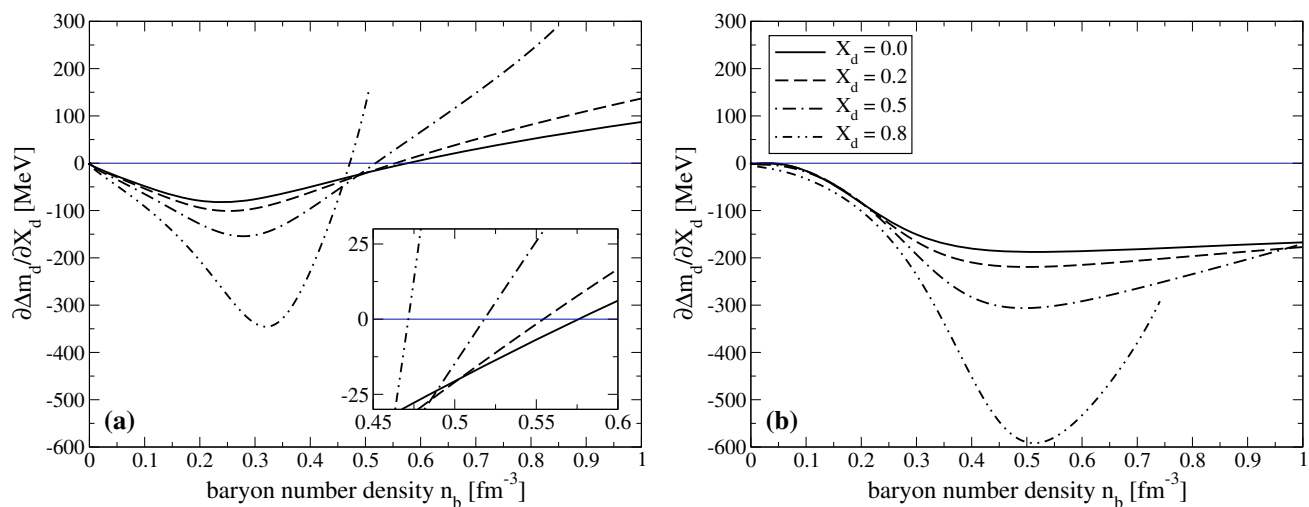 300
200
100
0
-100
-200
-300
-400
-500
-600
∂Δm_d/∂X_d [MeV]
25
0
-25
0.45 0.5 0.55 0.6
(a)
0 0.1 0.2 0.3 0.4 0.5 0.6 0.7 0.8 0.9 1
baryon number density n_b [fm⁻³]
300
200
100
0
-100
-200
-300
-400
-500
-600
∂Δm_d/∂X_d [MeV]
X_d = 0.0
X_d = 0.2
X_d = 0.5
X_d = 0.8
(b)
0 0.1 0.2 0.3 0.4 0.5 0.6 0.7 0.8 0.9 1
baryon number density n_b [fm⁻³]